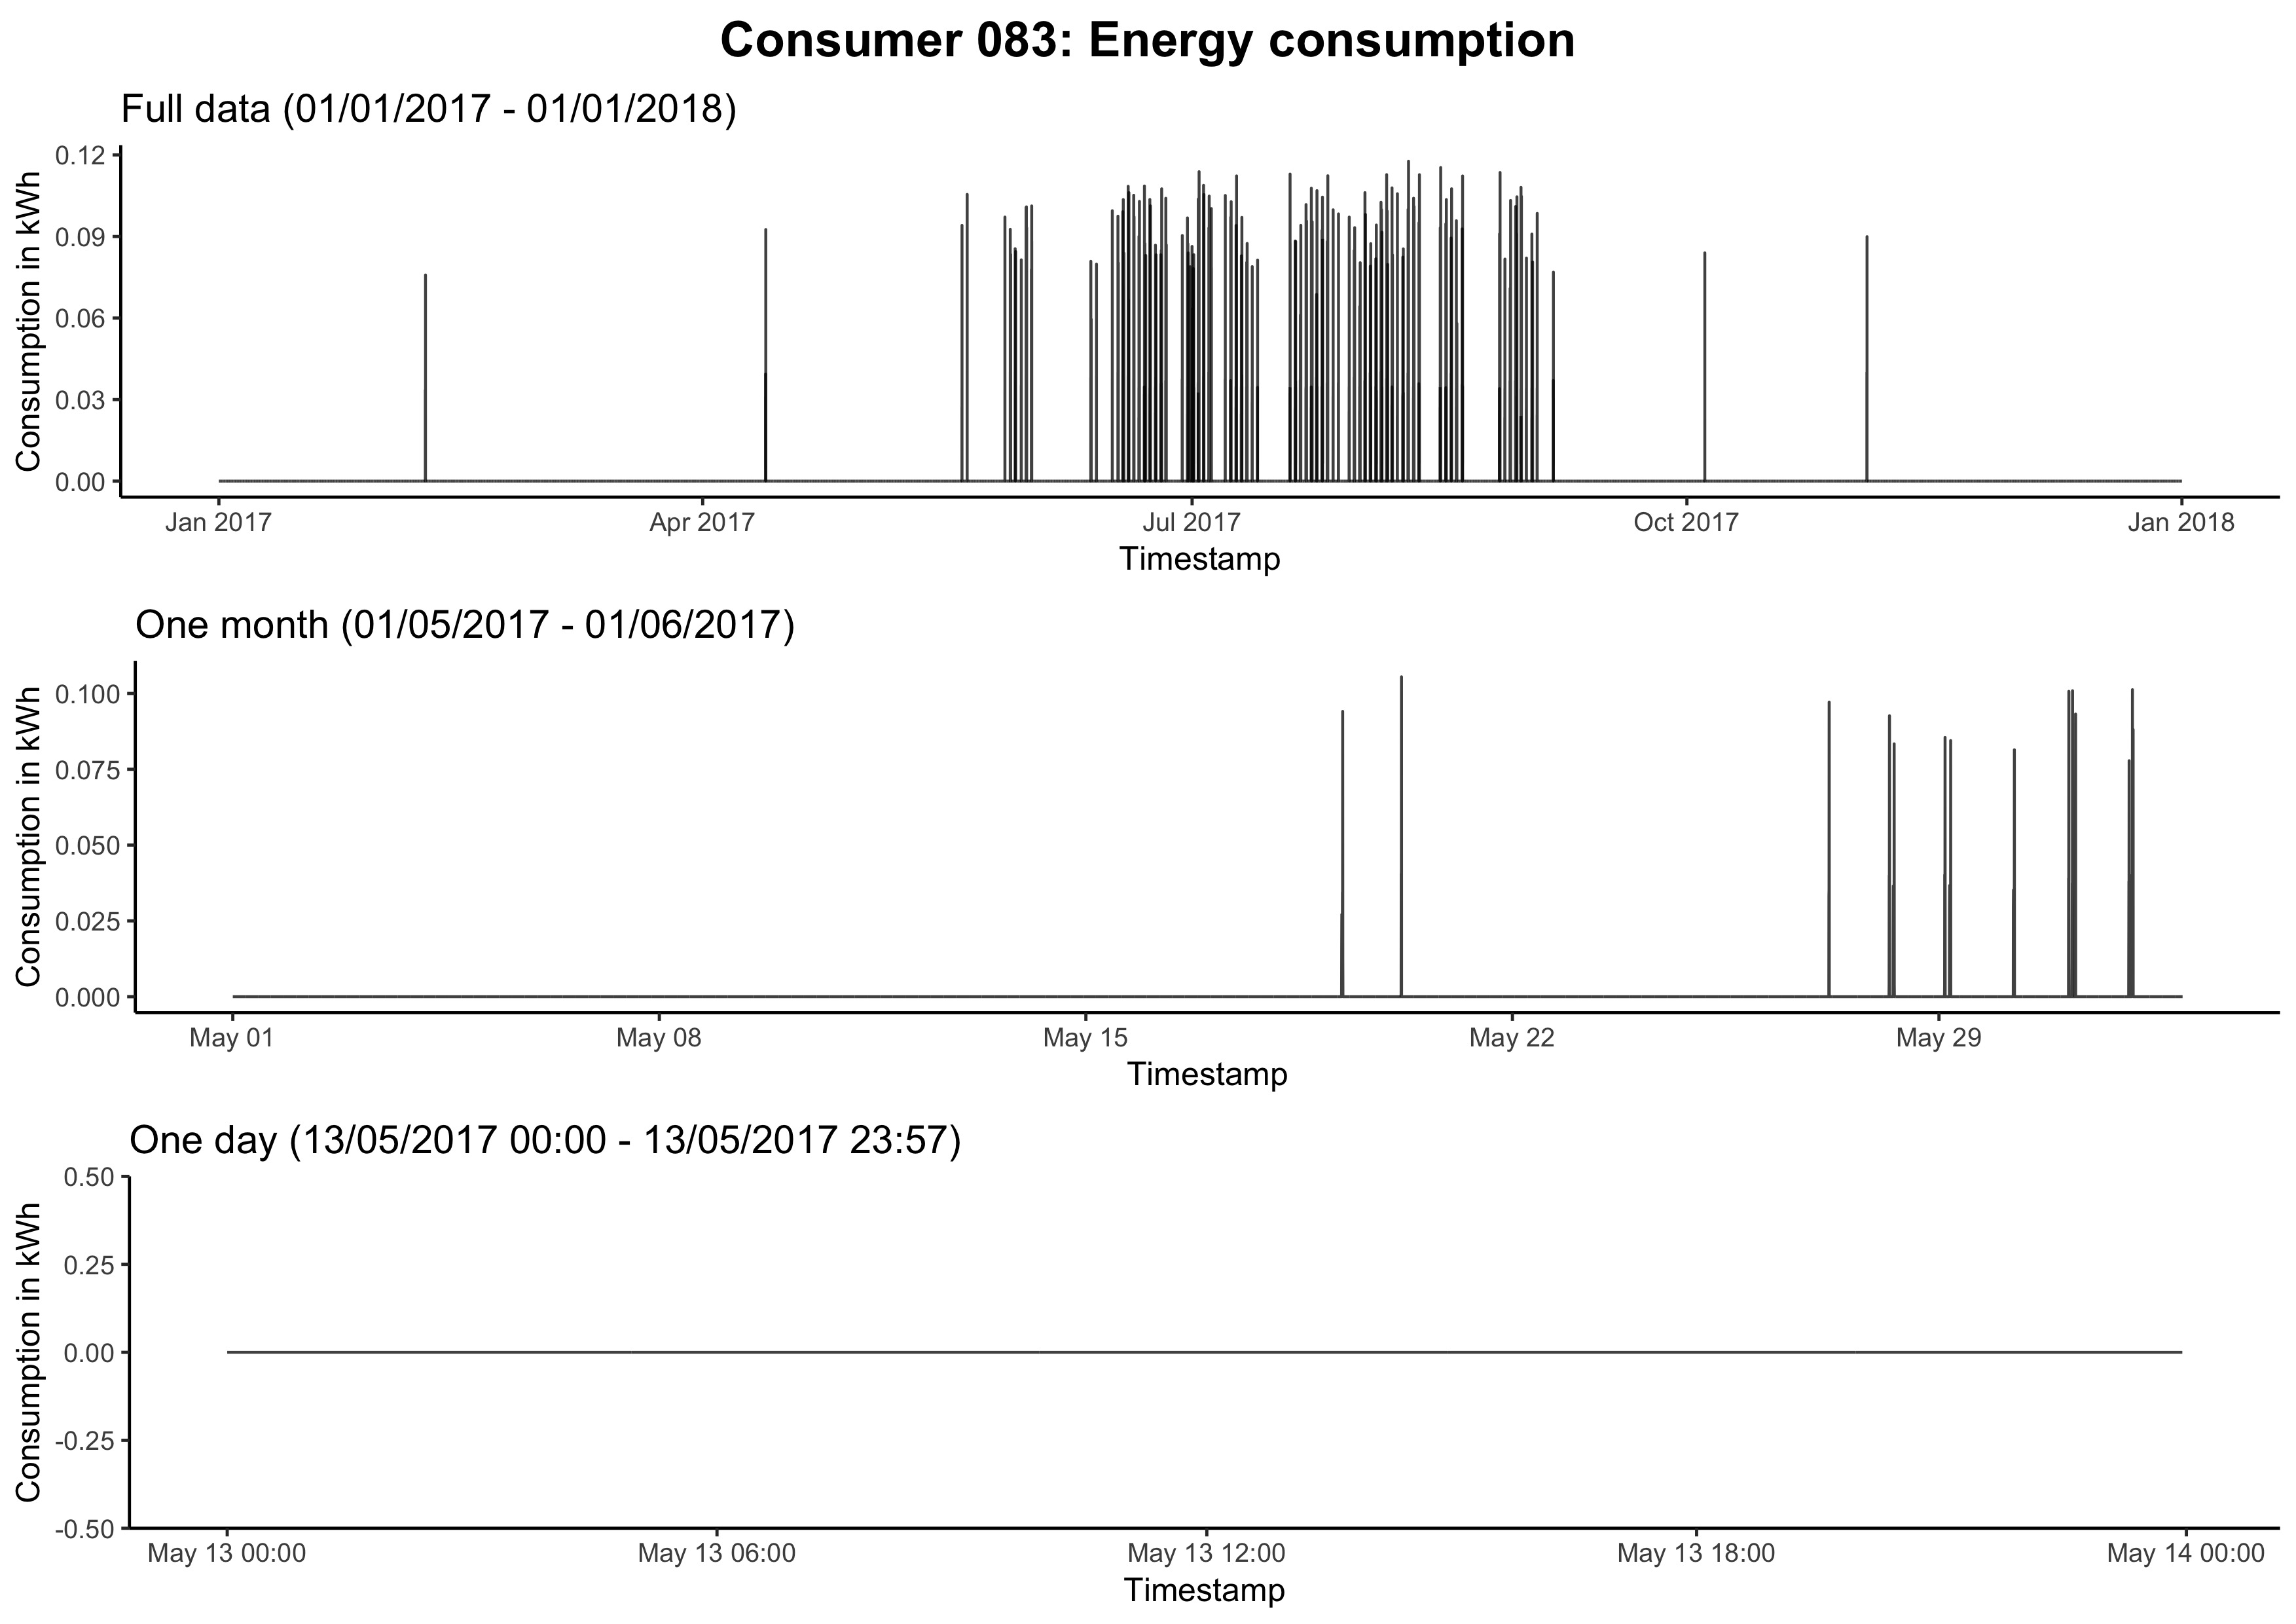 Consumer 083: Energy consumption
Full data (01/01/2017 - 01/01/2018)
Consumption in kWh
0.12
0.09
0.06
0.03
0.00
Jan 2017 Apr 2017 Jul 2017 Oct 2017 Jan 2018
Timestamp
One month (01/05/2017 - 01/06/2017)
Consumption in kWh
0.100
0.075
0.050
0.025
0.000
May 01 May 08 May 15 May 22 May 29
Timestamp
One day (13/05/2017 00:00 - 13/05/2017 23:57)
Consumption in kWh
0.50
0.25
0.00
-0.25
-0.50
May 13 00:00 May 13 06:00 May 13 12:00 May 13 18:00 May 14 00:00
Timestamp